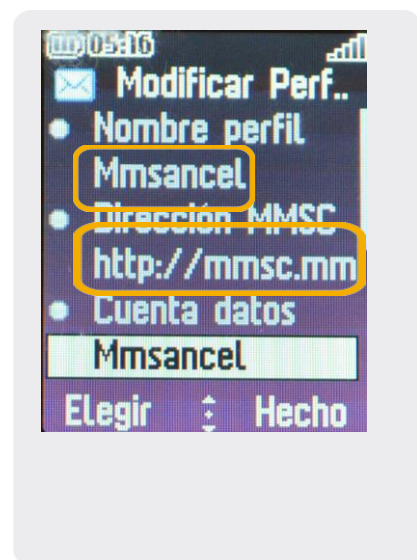 05:16
Modificar Perf..
Nombre perfil
Mmsancel
Dirección MMSC
http://mmsc.mm
Cuenta datos
Mmsancel
Elegir Hecho